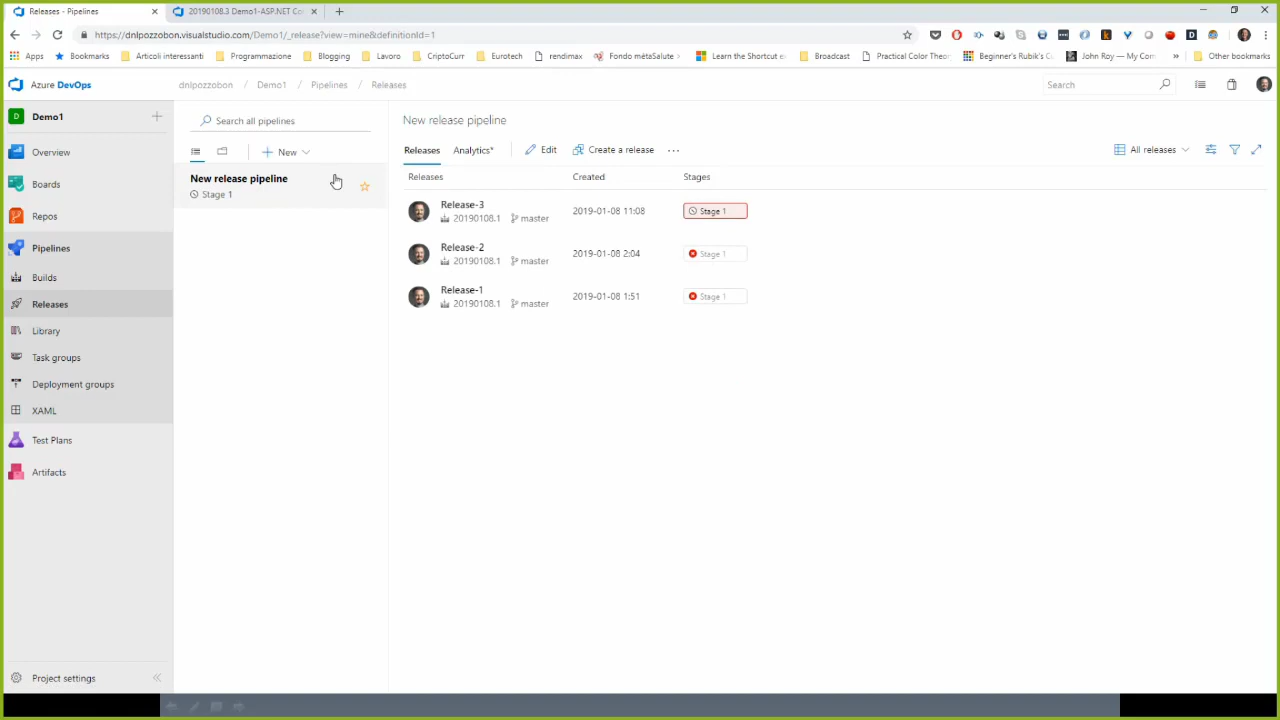 Releases - Pipelines
20190108.3 Demo1-ASP.NET Co
https://dnlpozzobon.visualstudio.com/Demo1/_release?view=mine&definitionId=1
Apps Bookmarks Articoli interessanti Programmazione Blogging Lavoro CriptoCurr Eurotech rendimax Fondo métaSalute Learn the Shortcut e Broadcast Practical Color Theor Beginner's Rubik's C John Roy — My Com » Other bookmarks
Azure DevOps
dnlpozzobon / Demo1 / Pipelines / Releases
Search
D Demo1
Overview
Boards
Repos
Pipelines
Builds
Releases
Library
Task groups
Deployment groups
XAML
Test Plans
Artifacts
Project settings
Search all pipelines
New
New release pipeline
Stage 1
New release pipeline
Releases Analytics* Edit Create a release ... All releases
Releases Created Stages
Release-3
20190108.1 master
2019-01-08 11:08
Stage 1
Release-2
20190108.1 master
2019-01-08 2:04
Stage 1
Release-1
20190108.1 master
2019-01-08 1:51
Stage 1